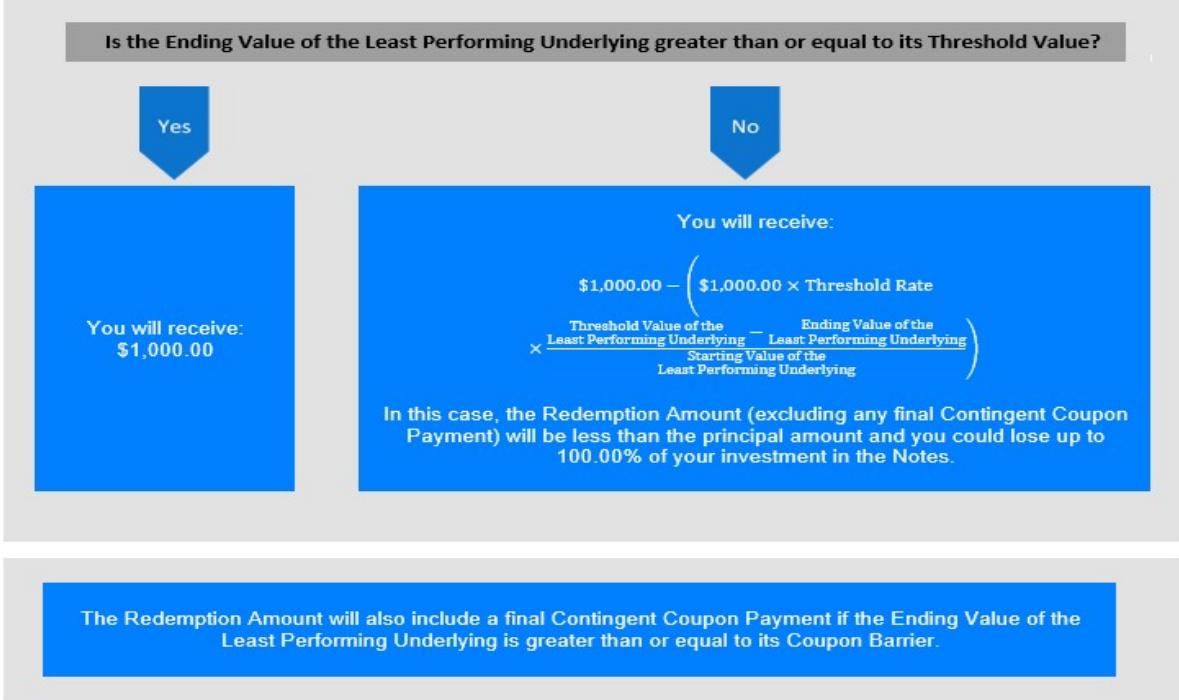 Is the Ending Value of the Least Performing Underlying greater than or equal to its Threshold Value?
Yes
No
You will receive:
$1,000.00
You will receive:
$1,000.00 − ( $1,000.00 × Threshold Rate
Threshold Value of the Ending Value of the
× Least Performing Underlying − Least Performing Underlying )
Starting Value of the
Least Performing Underlying
In this case, the Redemption Amount (excluding any final Contingent Coupon
Payment) will be less than the principal amount and you could lose up to
100.00% of your investment in the Notes.
The Redemption Amount will also include a final Contingent Coupon Payment if the Ending Value of the
Least Performing Underlying is greater than or equal to its Coupon Barrier.